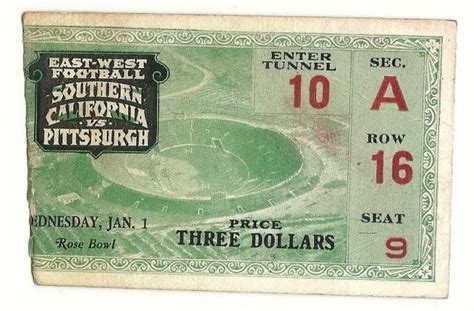 EAST-WEST
FOOTBALL
SOUTHERN
CALIFORNIA
VS.
PITTSBURGH
ENTER
TUNNEL
10
SEC.
A
ROW
16
SEAT
9
EDNESDAY, JAN. 1
Rose Bowl
PRICE
THREE DOLLARS